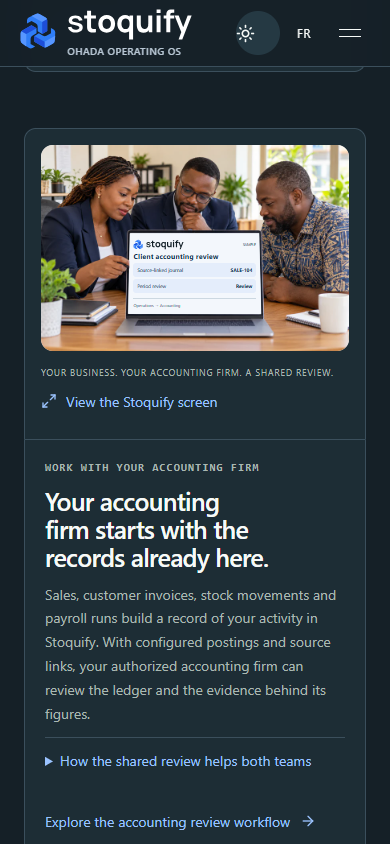 stoquify
OHADA OPERATING OS
FR
stoquify
SAMPLE
Client accounting review
Source-linked journal SALE-104
Period review Review
Operations → Accounting
YOUR BUSINESS. YOUR ACCOUNTING FIRM. A SHARED REVIEW.
View the Stoquify screen
WORK WITH YOUR ACCOUNTING FIRM
Your accounting
firm starts with the
records already here.
Sales, customer invoices, stock movements and
payroll runs build a record of your activity in
Stoquify. With configured postings and source
links, your authorized accounting firm can
review the ledger and the evidence behind its
figures.
How the shared review helps both teams
Explore the accounting review workflow →